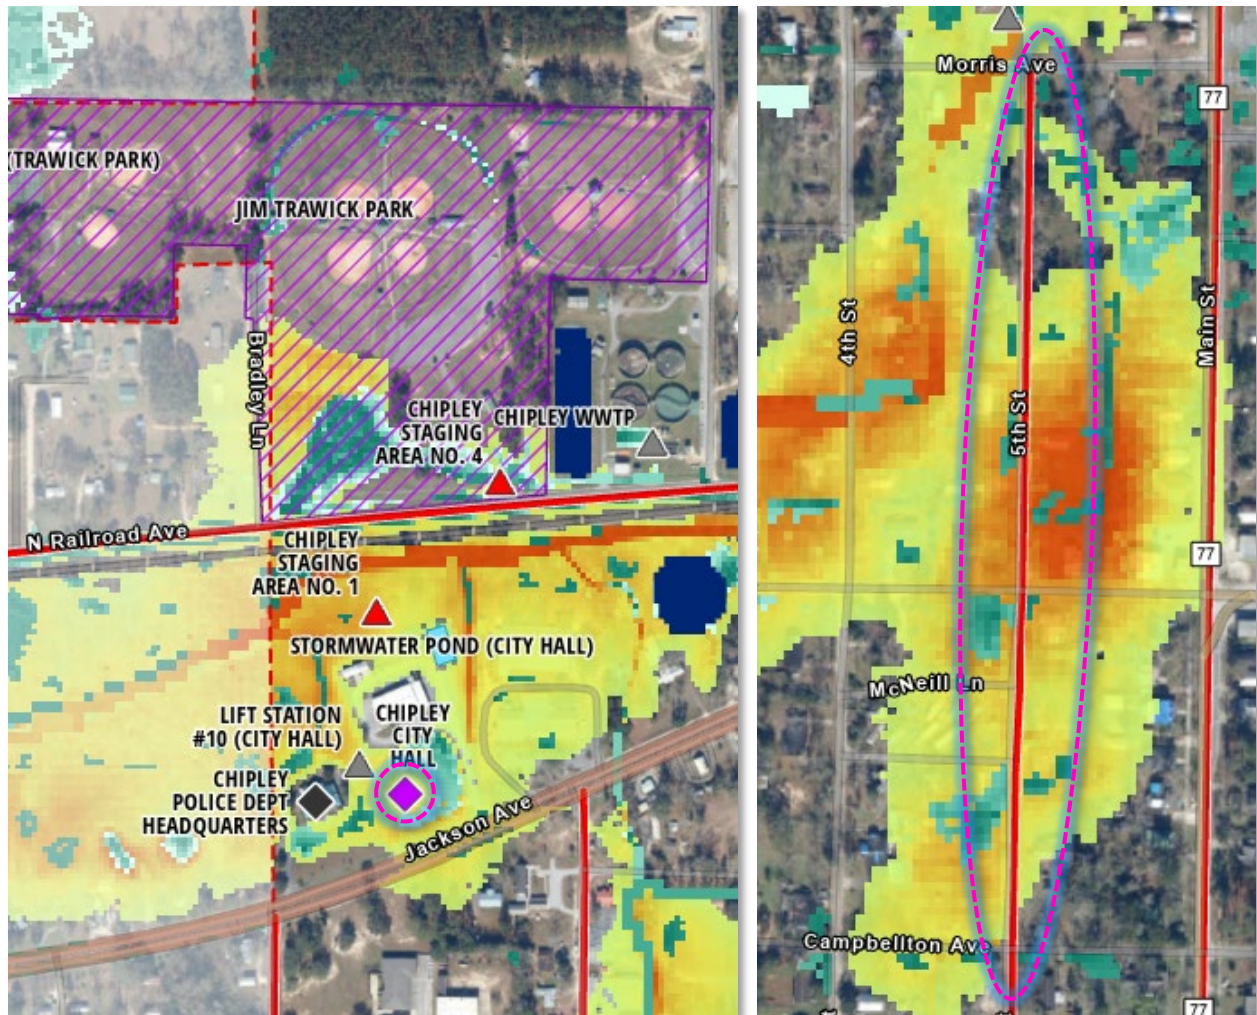 (TRAWICK PARK)
JIM TRAWICK PARK
Bradley Ln
CHIPLEY
STAGING
AREA NO. 4
CHIPLEY WWTP
N Railroad Ave
CHIPLEY
STAGING
AREA NO. 1
STORMWATER POND (CITY HALL)
LIFT STATION
#10 (CITY HALL)
CHIPLEY
CITY
HALL
CHIPLEY
POLICE DEPT
HEADQUARTERS
Jackson Ave
Morris Ave
77
4th St
5th St
Main St
77
McNeill Ln
Campbellton Ave
77